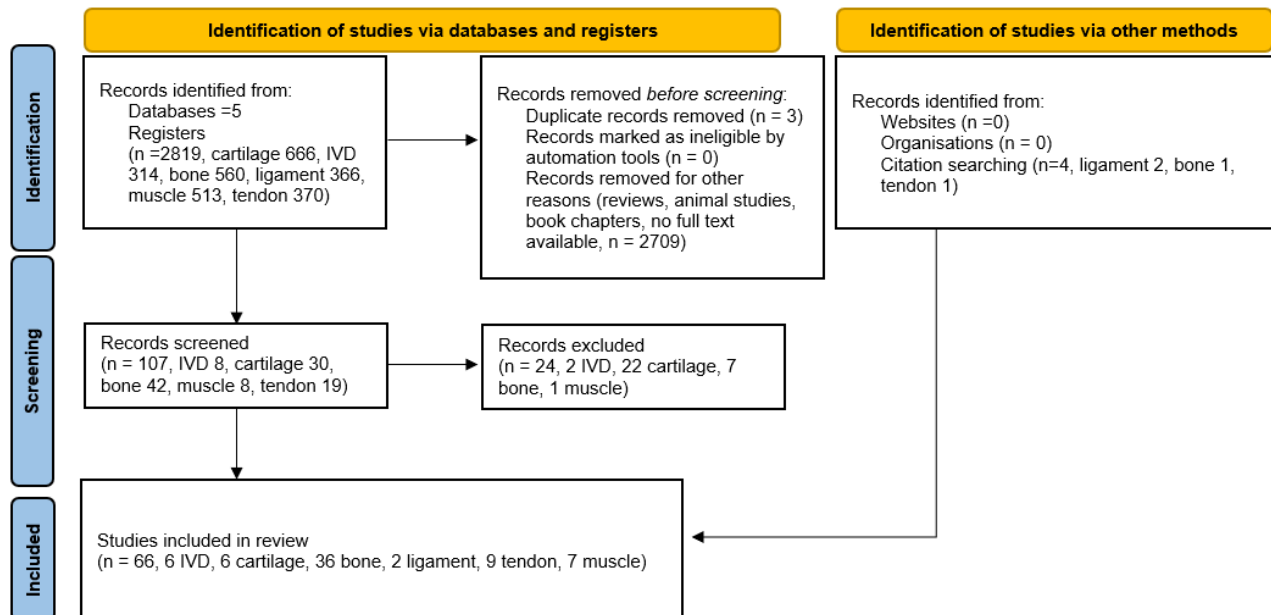 Identification of studies via databases and registers
Identification of studies via other methods
Identification
Records identified from:
Databases =5
Registers
(n =2819, cartilage 666, IVD
314, bone 560, ligament 366,
muscle 513, tendon 370)
Records removed before screening:
Duplicate records removed (n = 3)
Records marked as ineligible by
automation tools (n = 0)
Records removed for other
reasons (reviews, animal studies,
book chapters, no full text
available, n = 2709)
Records identified from:
Websites (n =0)
Organisations (n = 0)
Citation searching (n=4, ligament 2, bone 1,
tendon 1)
Screening
Records screened
(n = 107, IVD 8, cartilage 30,
bone 42, muscle 8, tendon 19)
Records excluded
(n = 24, 2 IVD, 22 cartilage, 7
bone, 1 muscle)
Included
Studies included in review
(n = 66, 6 IVD, 6 cartilage, 36 bone, 2 ligament, 9 tendon, 7 muscle)